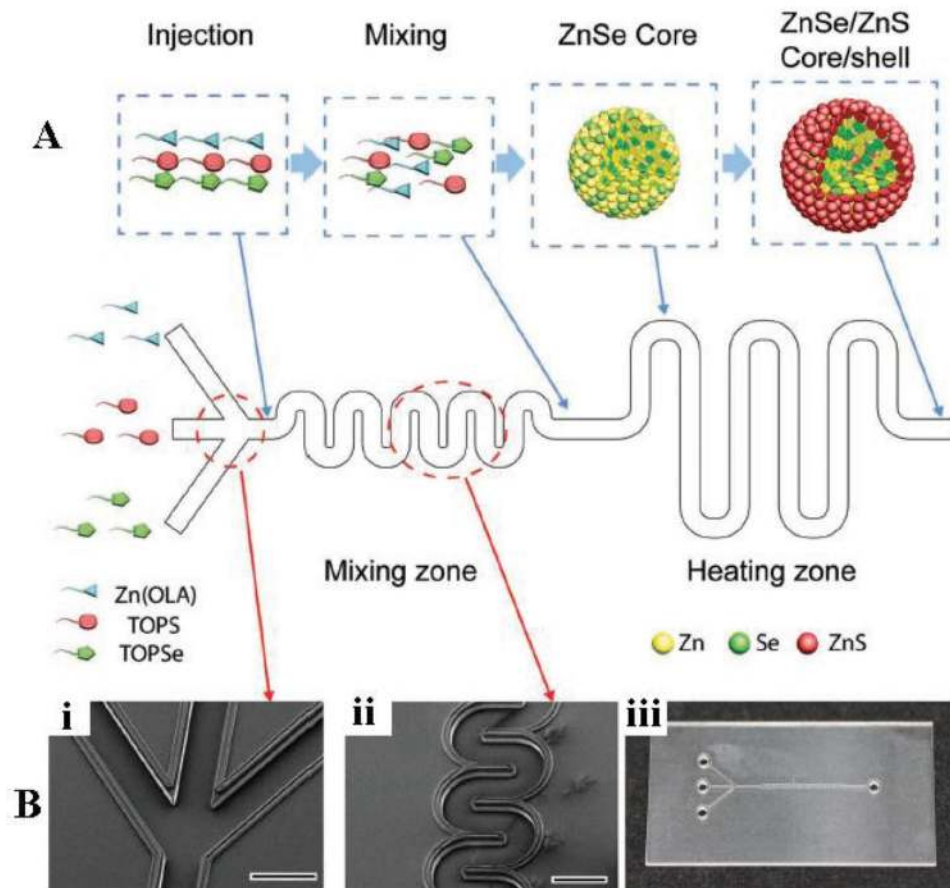 Injection
Mixing
ZnSe Core
ZnSe/ZnS
Core/shell
A
Mixing zone
Heating zone
Zn(OLA)
TOPS
TOPSe
Zn
Se
ZnS
B
i
ii
iii